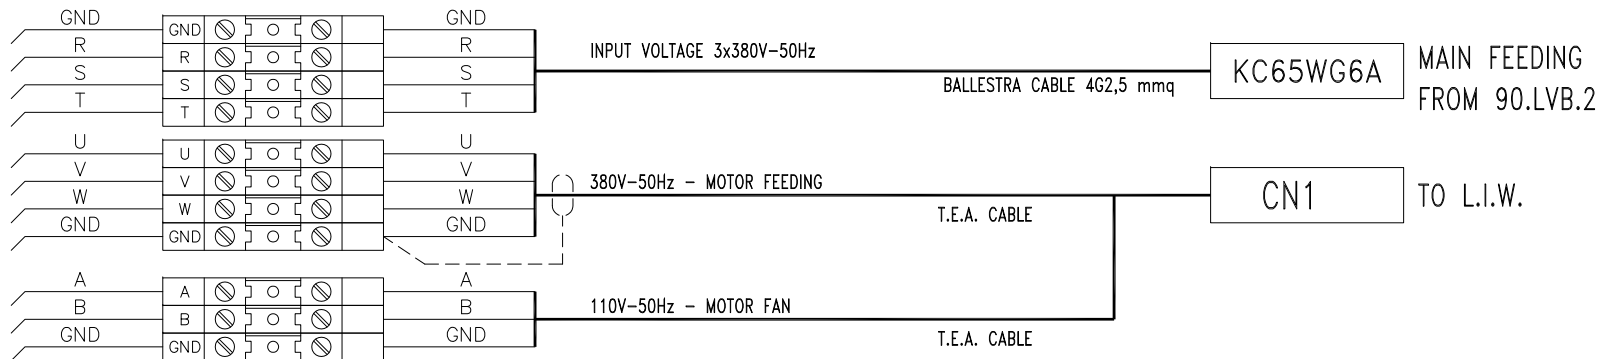 GND GND GND
R R R
S S S
T T T
INPUT VOLTAGE 3x380V-50Hz
BALLESTRA CABLE 4G2,5 mmq
KC65WG6A
MAIN FEEDING
FROM 90.LVB.2
U U U
V V V
W W W
GND GND GND
380V-50Hz - MOTOR FEEDING
T.E.A. CABLE
CN1
TO L.I.W.
A A A
B B B
GND GND GND
110V-50Hz - MOTOR FAN
T.E.A. CABLE